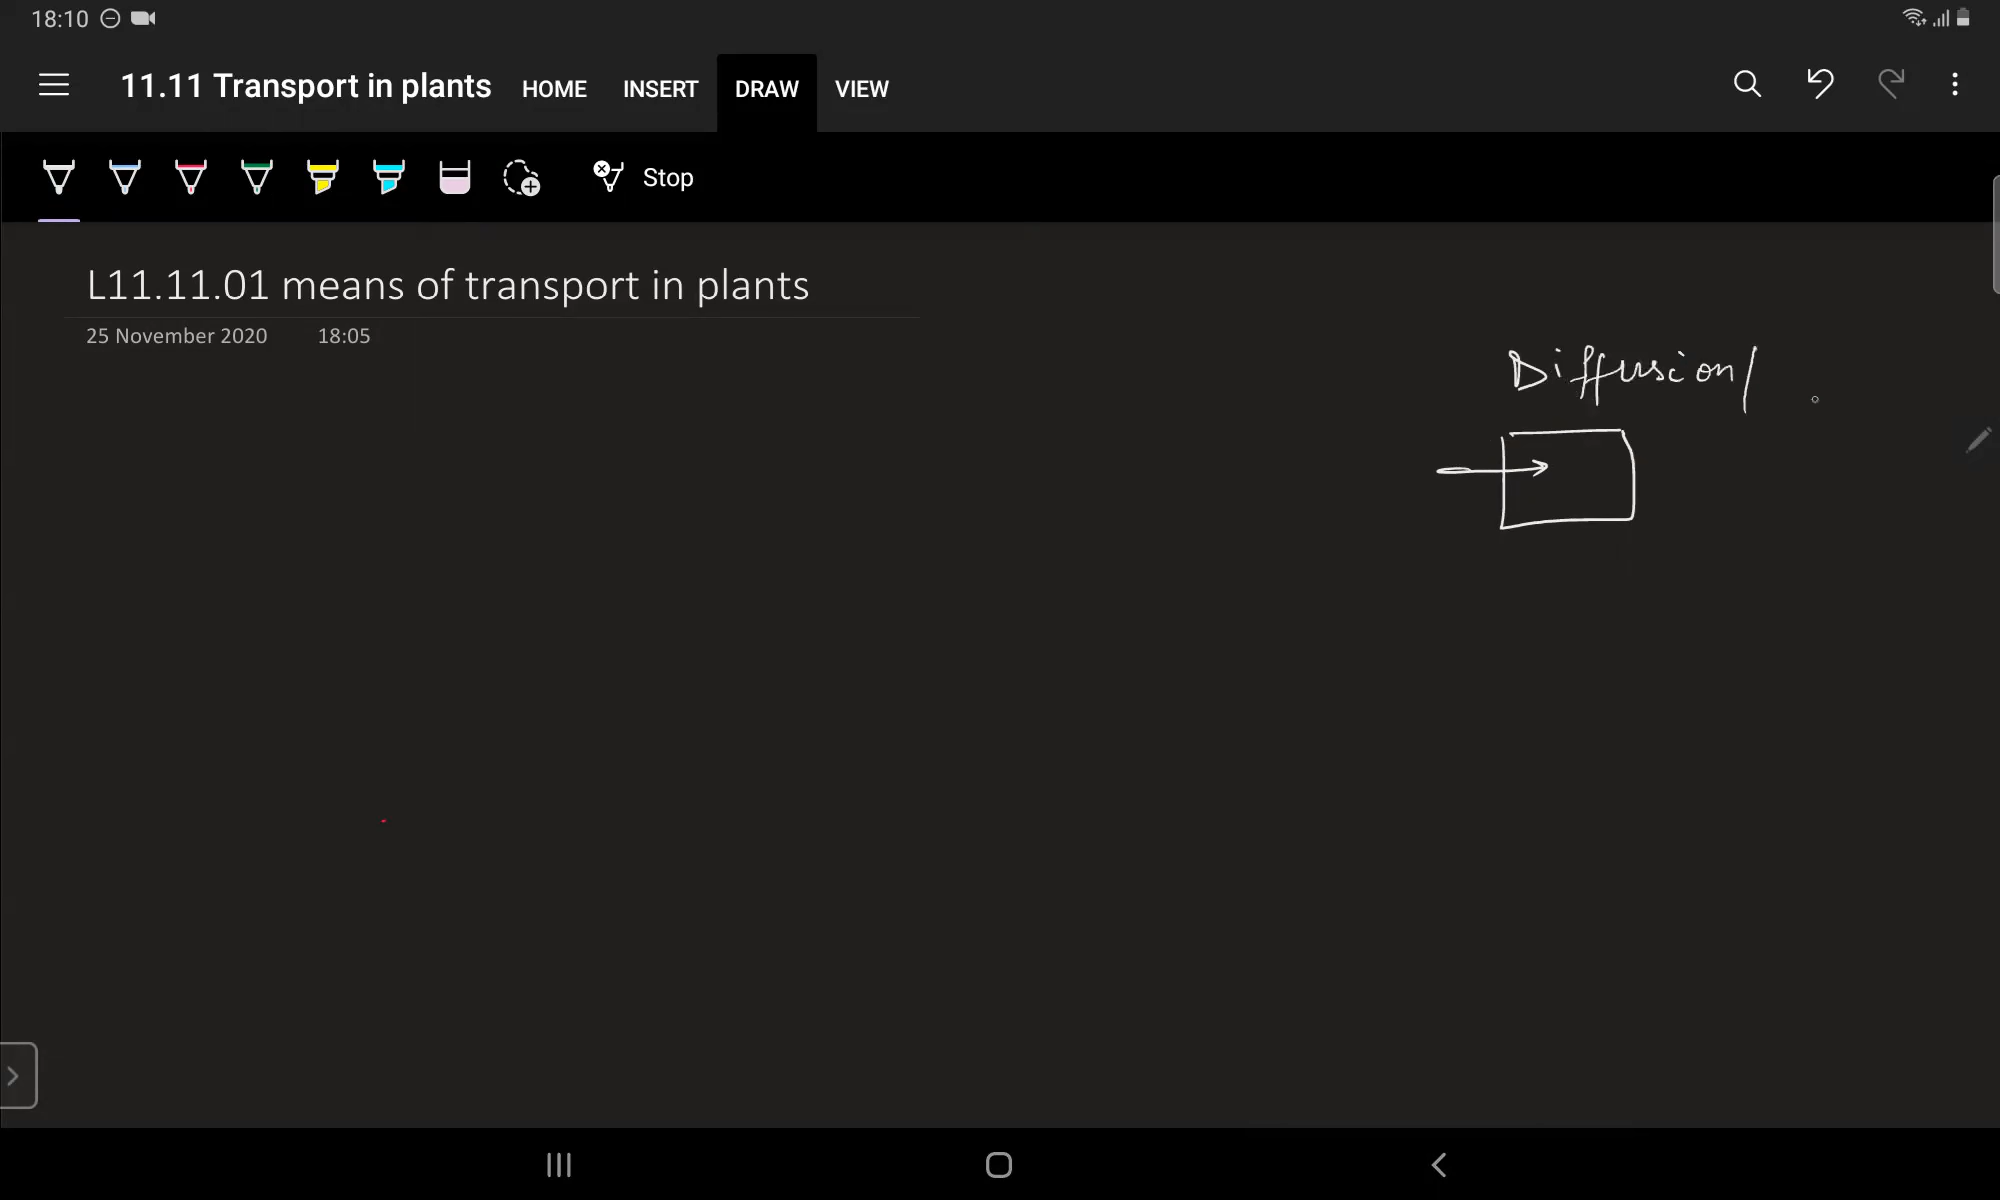 18:10
11.11 Transport in plants HOME INSERT DRAW VIEW
Stop
L11.11.01 means of transport in plants
25 November 2020 18:05
Diffusion/